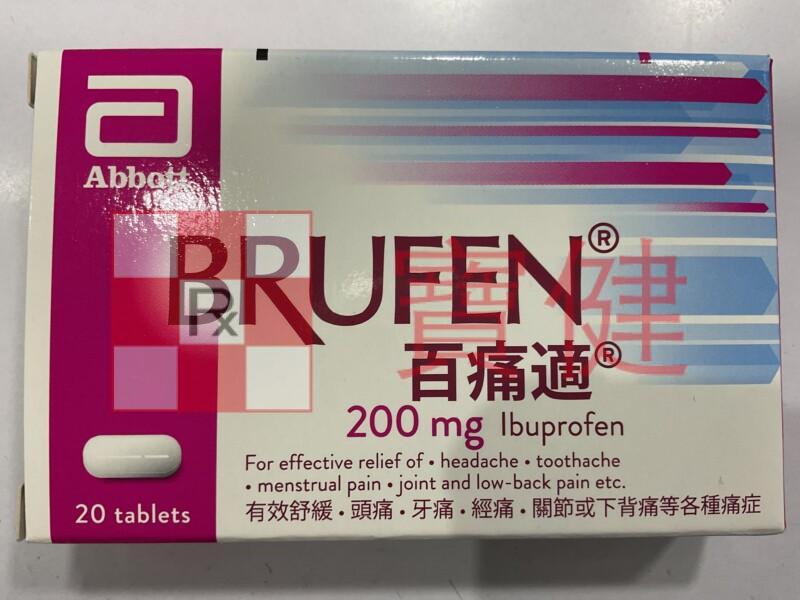 Abbott
BRUFEN®
Rx
寶健
百痛適®
200 mg Ibuprofen
For effective relief of • headache • toothache
• menstrual pain • joint and low-back pain etc.
有效舒緩 • 頭痛 • 牙痛 • 經痛 • 關節或下背痛等各種痛症
20 tablets